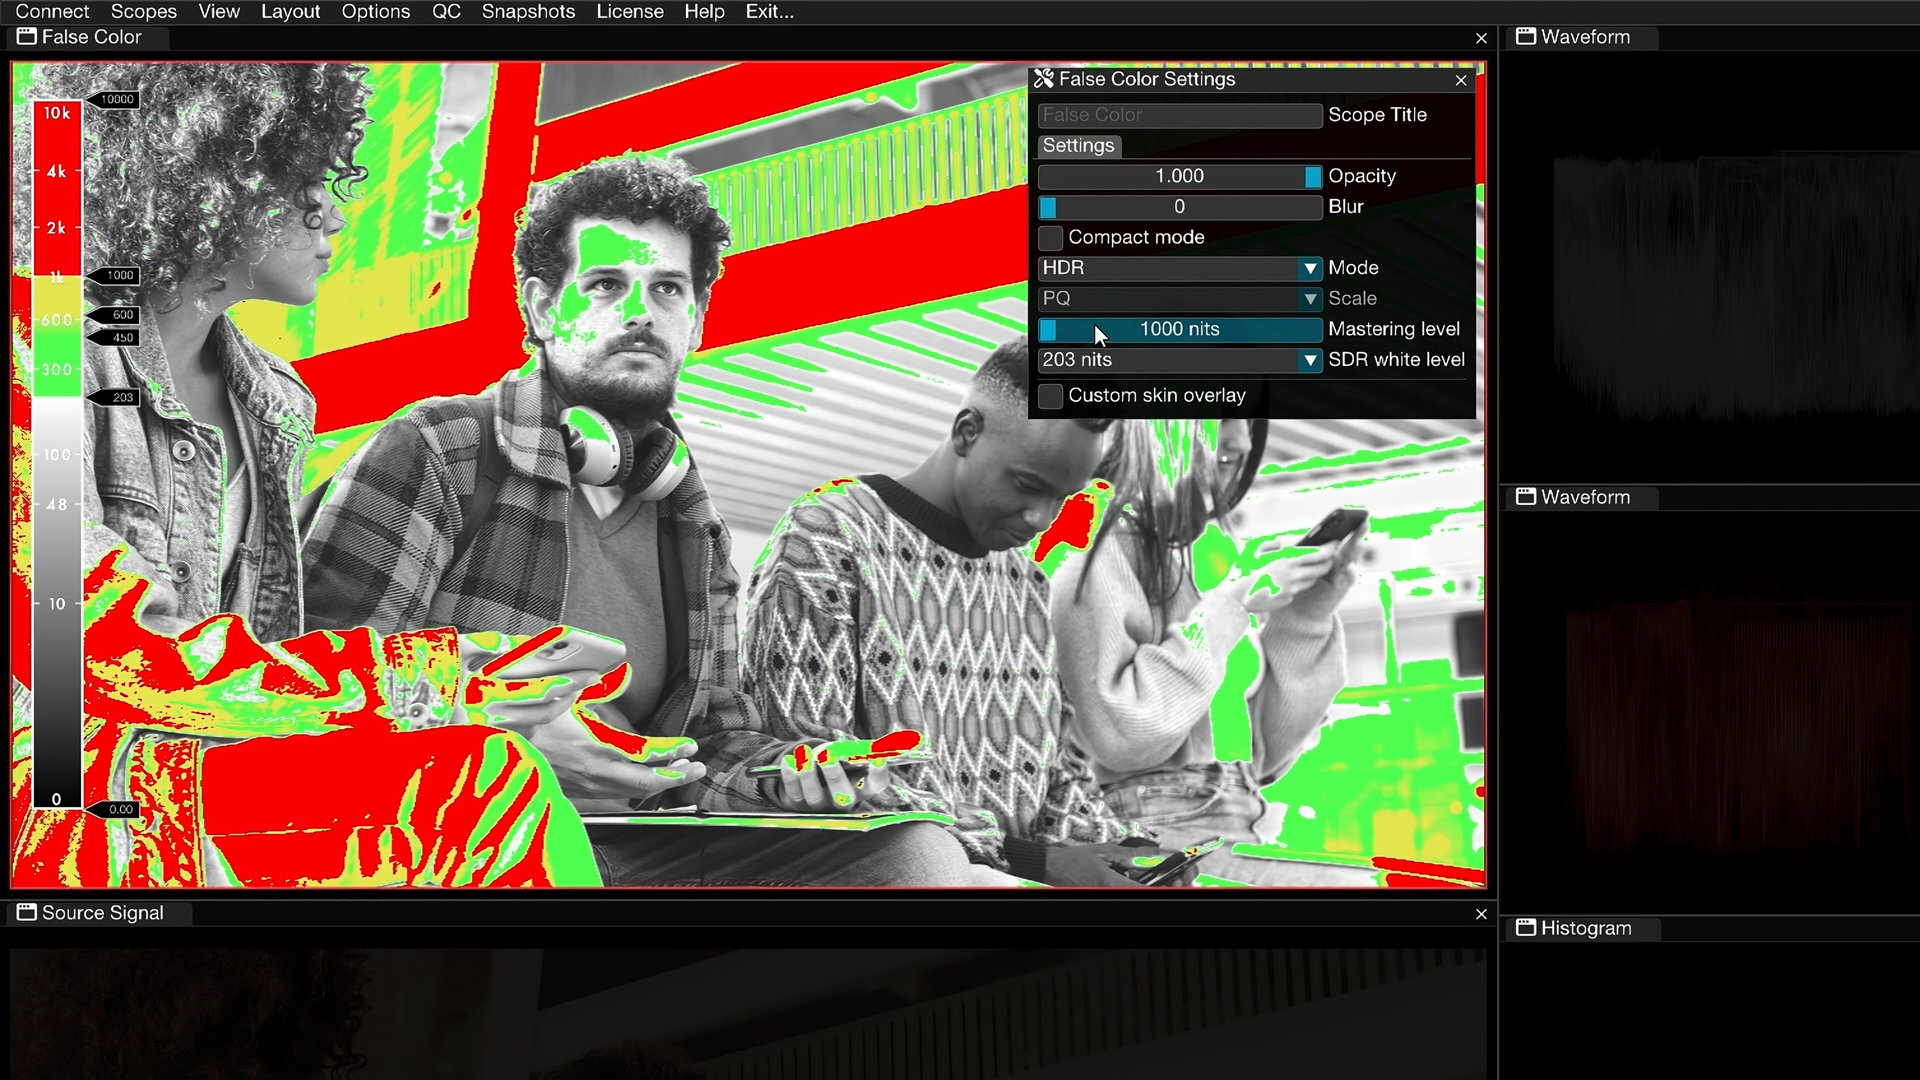 Connect Scopes View Layout Options QC Snapshots License Help Exit...
False Color
10k
4k
2k
1k
600
300
100
48
10
0
10000
1000
600
450
203
0.00
False Color Settings
False Color Scope Title
Settings
1.000 Opacity
0 Blur
Compact mode
HDR Mode
PQ Scale
1000 nits Mastering level
203 nits SDR white level
Custom skin overlay
Source Signal
Waveform
Waveform
Histogram